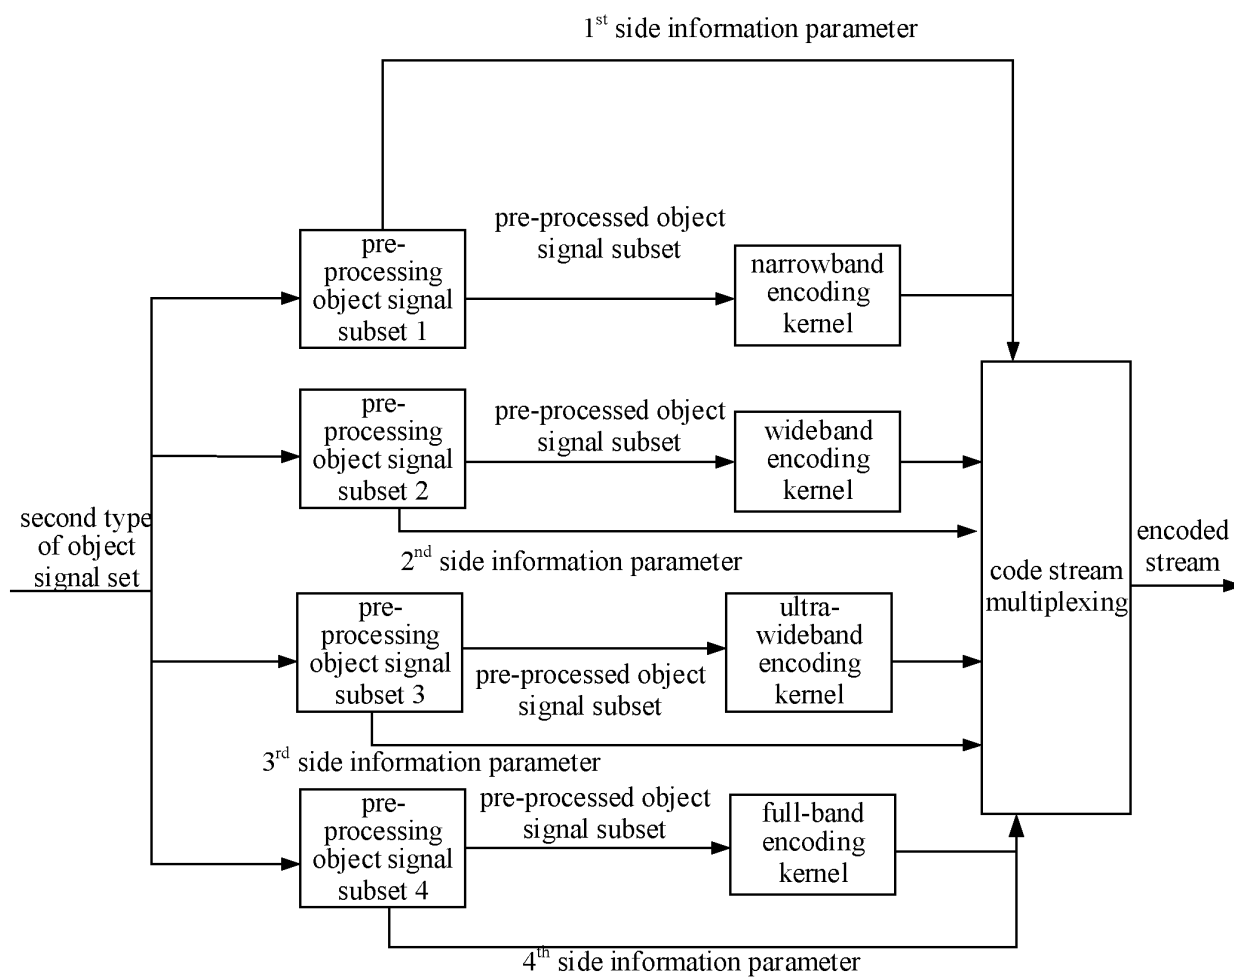 1st side information parameter
pre-
processing
object signal
subset 1
pre-processed object
signal subset
narrowband
encoding
kernel
pre-
processing
object signal
subset 2
pre-processed object
signal subset
wideband
encoding
kernel
second type
of object
signal set
2nd side information parameter
code stream
multiplexing
encoded
stream
pre-
processing
object signal
subset 3
pre-processed object
signal subset
ultra-
wideband
encoding
kernel
3rd side information parameter
pre-
processing
object signal
subset 4
pre-processed object
signal subset
full-band
encoding
kernel
4th side information parameter